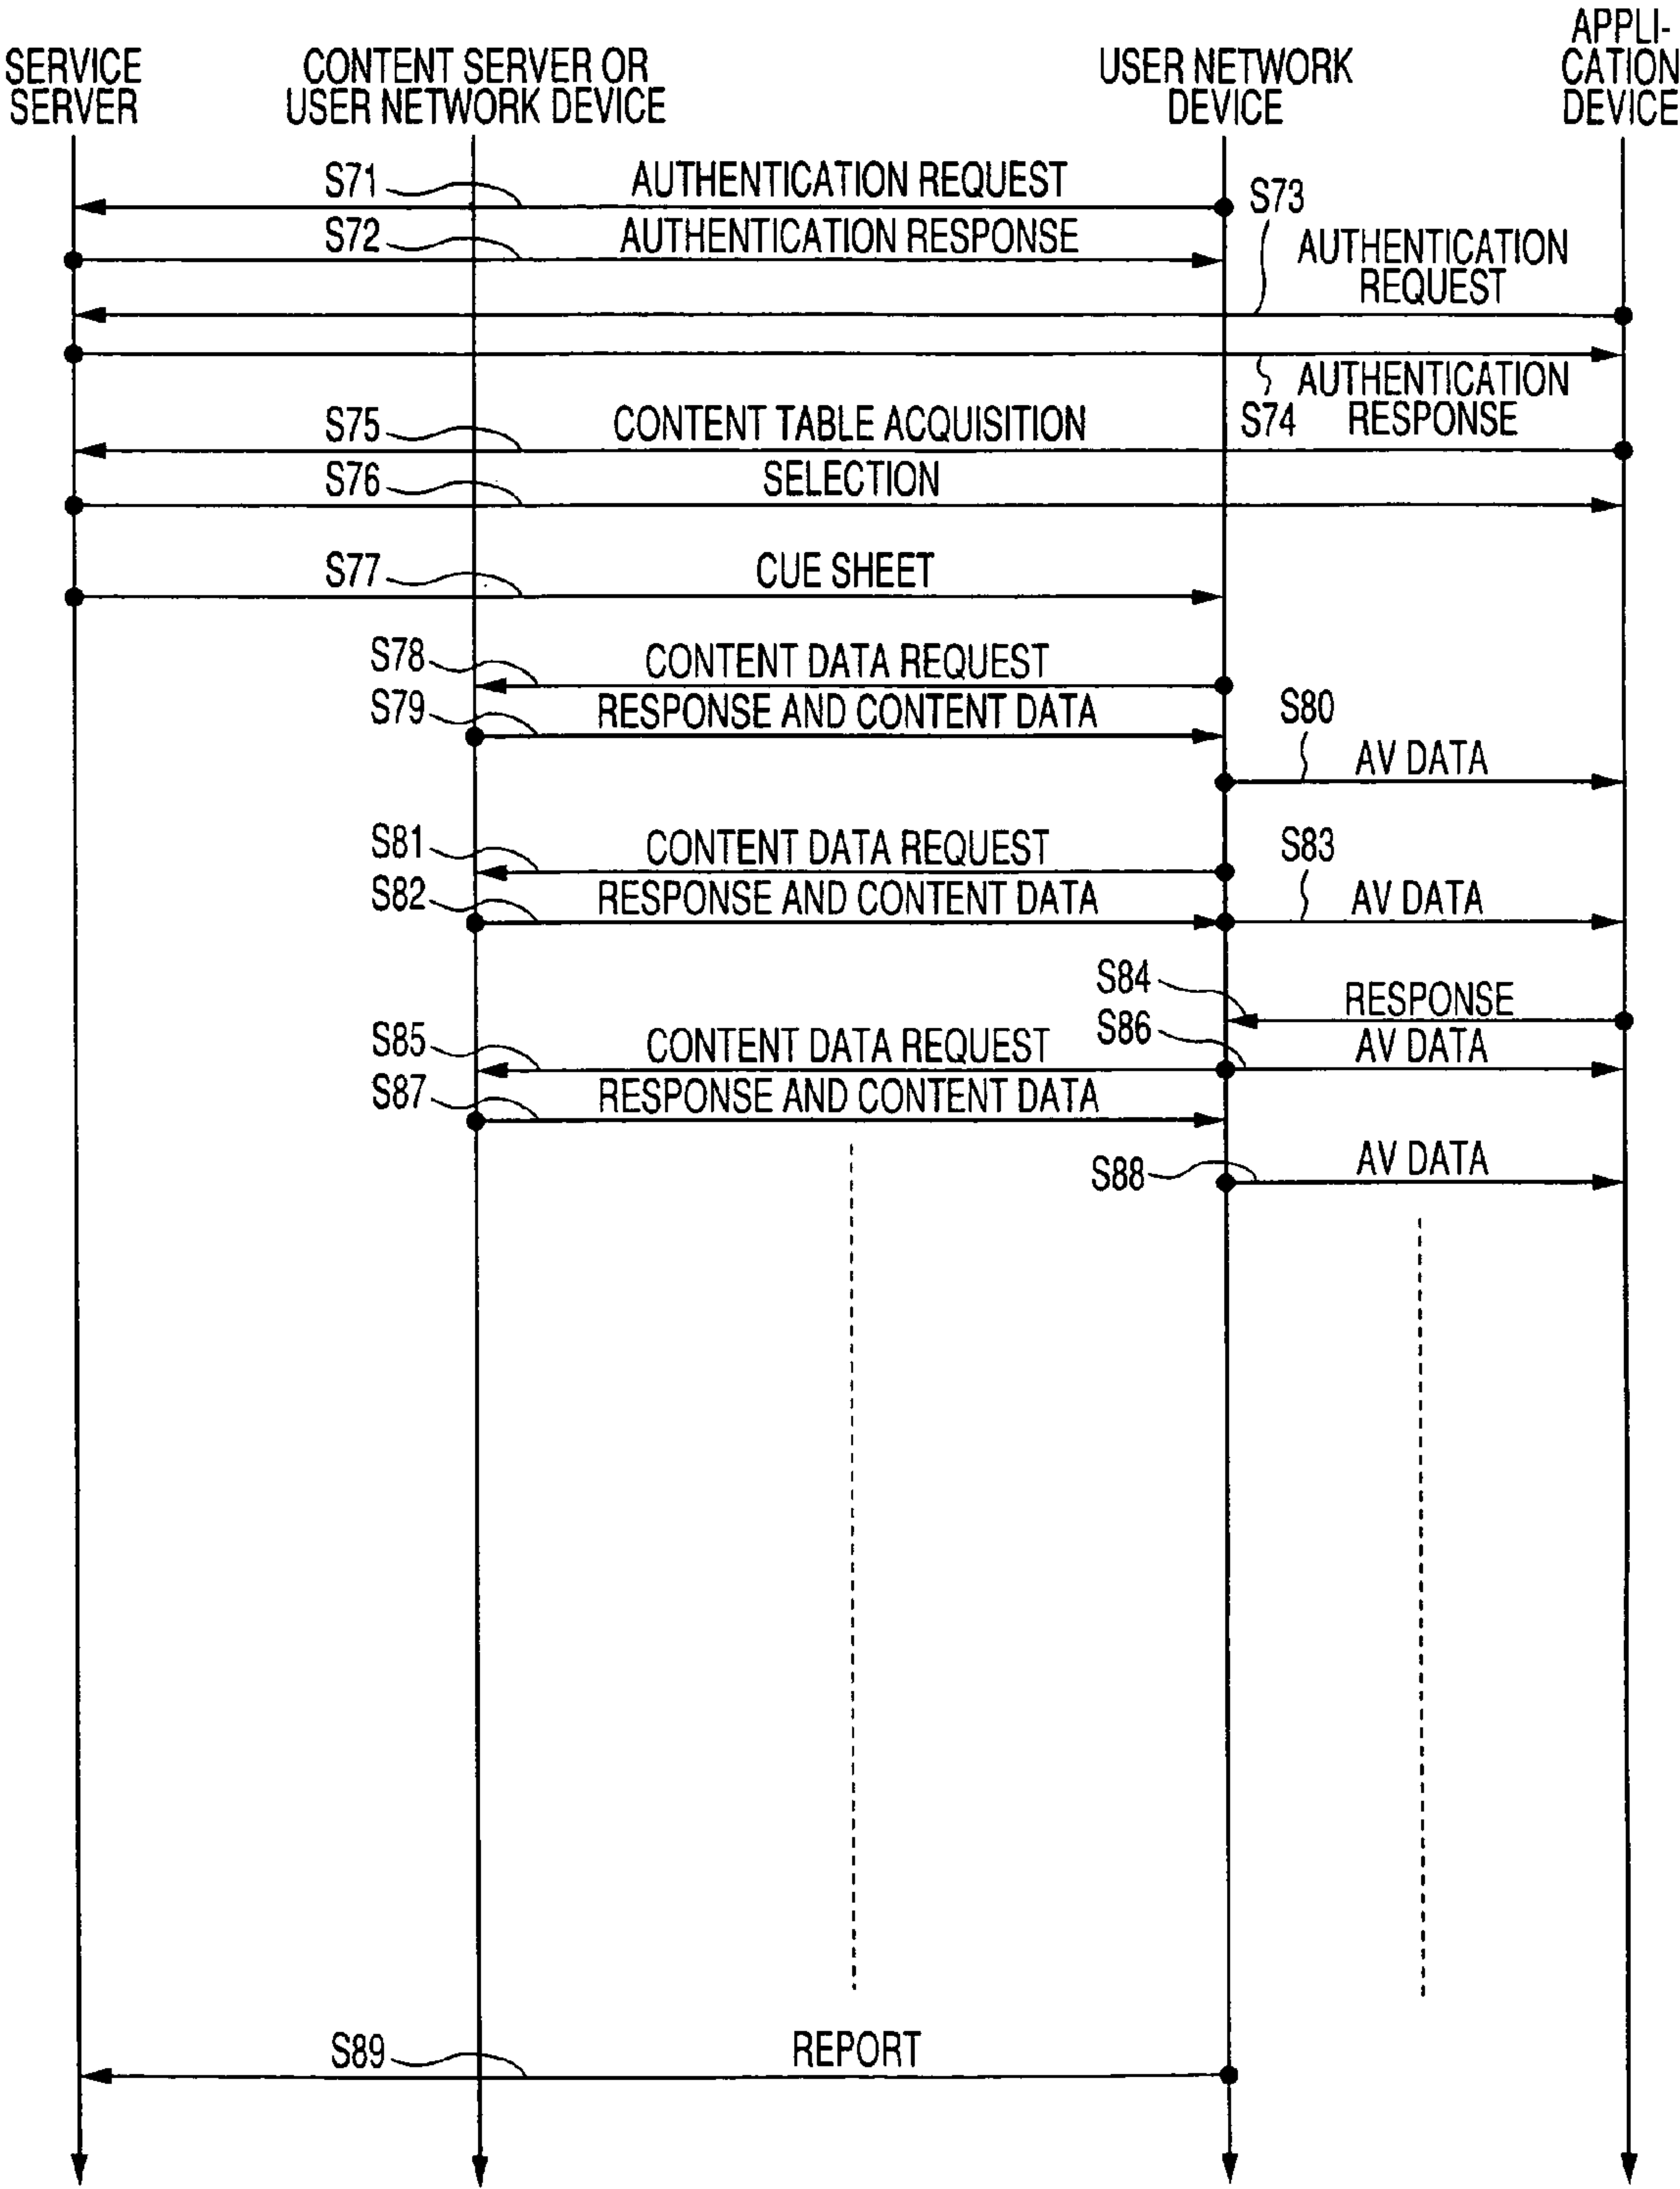 SERVICE
SERVER
CONTENT SERVER OR
USER NETWORK DEVICE
USER NETWORK
DEVICE
APPLI-
CATION
DEVICE
S71
AUTHENTICATION REQUEST
S72
AUTHENTICATION RESPONSE
S73
AUTHENTICATION
REQUEST
S74
AUTHENTICATION
RESPONSE
S75
CONTENT TABLE ACQUISITION
S76
SELECTION
S77
CUE SHEET
S78
CONTENT DATA REQUEST
S79
RESPONSE AND CONTENT DATA
S80
AV DATA
S81
CONTENT DATA REQUEST
S82
RESPONSE AND CONTENT DATA
S83
AV DATA
S84
RESPONSE
S85
CONTENT DATA REQUEST
S86
AV DATA
S87
RESPONSE AND CONTENT DATA
S88
AV DATA
S89
REPORT